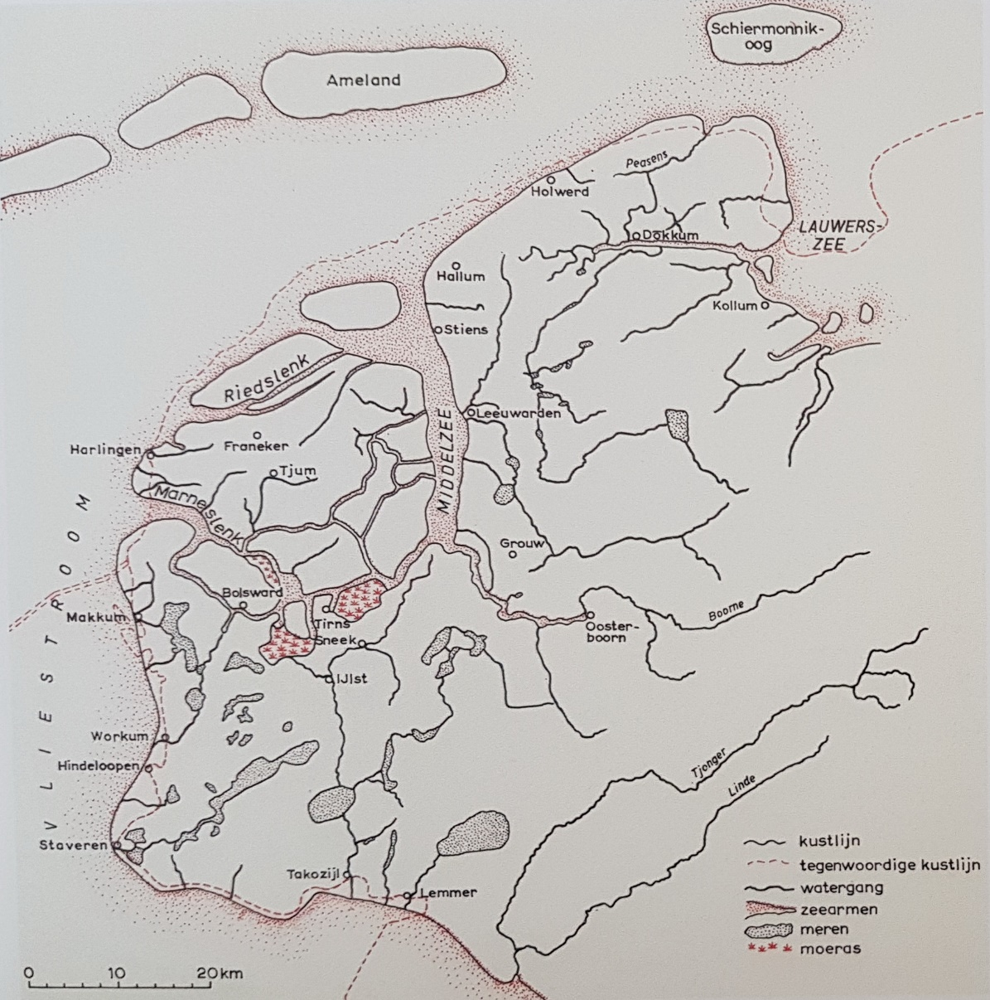 Schiermonnik-
oog
Ameland
Peasens
Holwerd
LAUWERS-
ZEE
Dokkum
Hallum
Kollum
Stiens
Riedslenk
Leeuwarden
MIDDELZEE
Franeker
Harlingen
Tjum
Marneslenk
Grouw
VLIESTROOM
Bolsward
Makkum
Tirns
Sneek
Boorne
Ooster-
boorn
IJlst
Workum
Hindeloopen
Tjonger
Linde
Staveren
Takozijl
Lemmer
kustlijn
tegenwoordige kustlijn
watergang
zeearmen
meren
moeras
0 10 20km